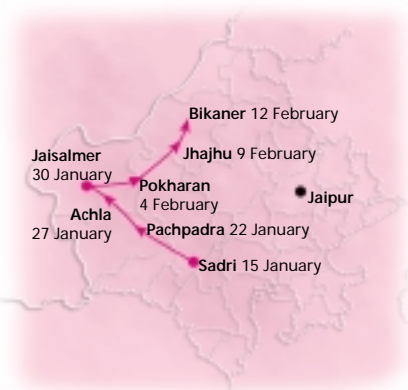 Bikaner 12 February
Jhajhu 9 February
Jaisalmer
30 January
Pokharan
4 February
Jaipur
Achla
27 January
Pachpadra 22 January
Sadri 15 January